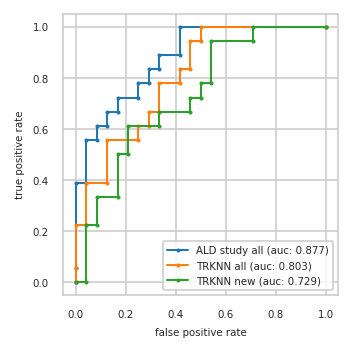 1.0
0.8
0.6
0.4
0.2
0.0
true positive rate
ALD study all (auc: 0.877)
TRKNN all (auc: 0.803)
TRKNN new (auc: 0.729)
0.0 0.2 0.4 0.6 0.8 1.0
false positive rate